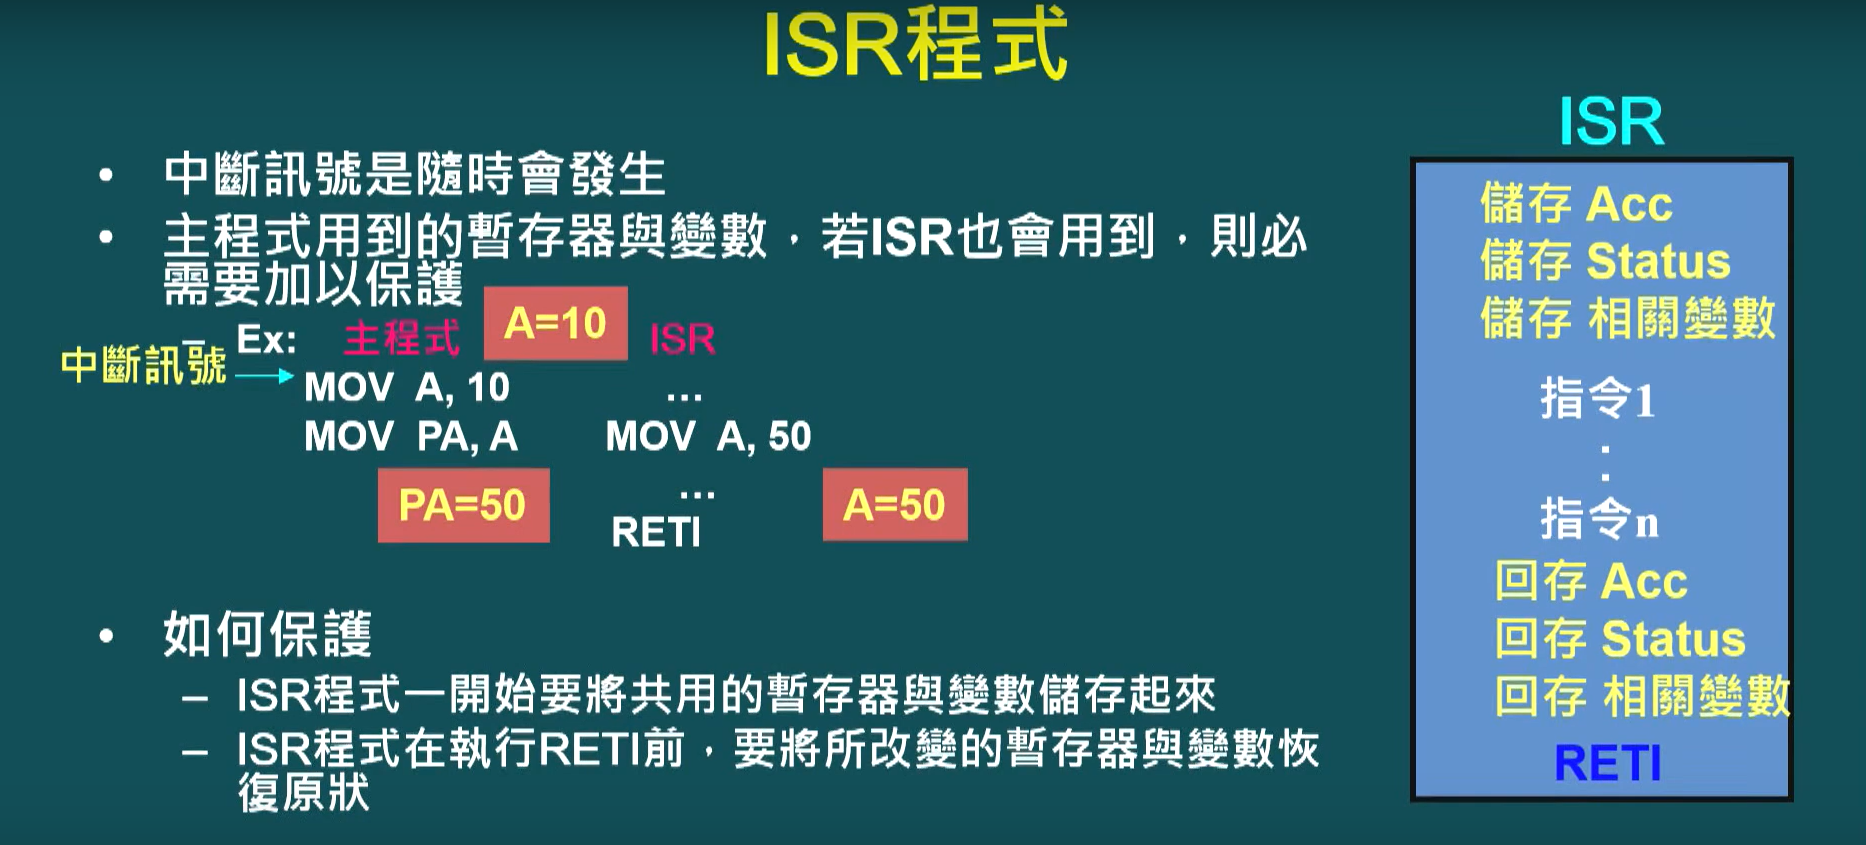 ISR程式
• 中斷訊號是隨時會發生
• 主程式用到的暫存器與變數，若ISR也會用到，則必
需要加以保護
– Ex: 主程式 A=10 ISR
中斷訊號
MOV A, 10 ...
MOV PA, A MOV A, 50
PA=50 ... A=50
RETI
• 如何保護
– ISR程式一開始要將共用的暫存器與變數儲存起來
– ISR程式在執行RETI前，要將所改變的暫存器與變數恢
復原狀
ISR
儲存 Acc
儲存 Status
儲存 相關變數
指令1
:
指令n
回存 Acc
回存 Status
回存 相關變數
RETI